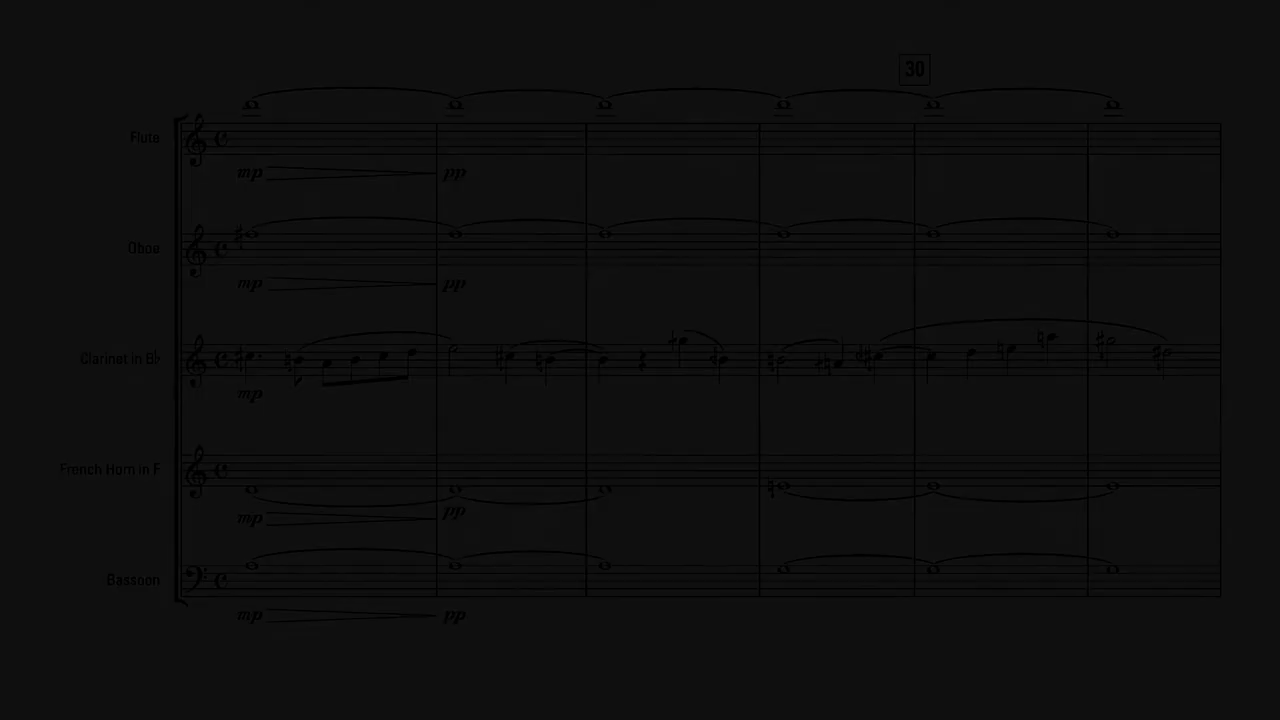 30
Flute
mp pp
Oboe
mp pp
Clarinet in B♭
mp
French Horn in F
mp pp
Bassoon
mp pp